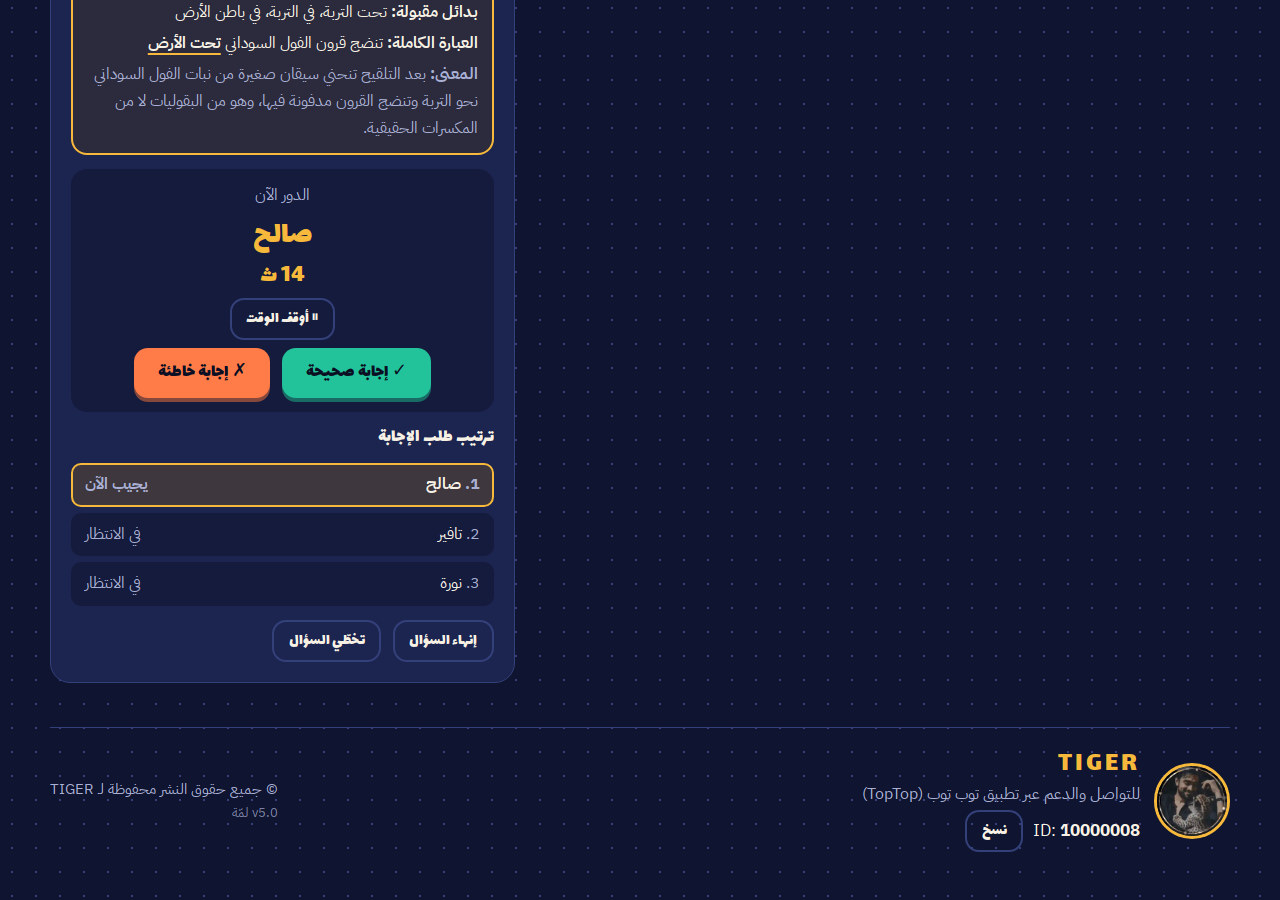 بدائل مقبولة: تحت التربة، في التربة، في باطن الأرض
العبارة الكاملة: تنضج قرون الفول السوداني تحت الأرض
المعنى: بعد التلقيح تنحني سيقان صغيرة من نبات الفول السوداني
نحو التربة وتنضج القرون مدفونة فيها، وهو من البقوليات لا من
المكسرات الحقيقية.
الدور الآن
صالح
14 ث
⏸ أوقف الوقت
✓ إجابة صحيحة
✗ إجابة خاطئة
ترتيب طلب الإجابة
1. صالح
يجيب الآن
2. تافير
في الانتظار
3. نورة
في الانتظار
إنهاء السؤال
تخطّي السؤال
TIGER
للتواصل والدعم عبر تطبيق توب توب (TopTop)
ID: 10000008
نسخ
© جميع حقوق النشر محفوظة لـ TIGER
لمّة v5.0